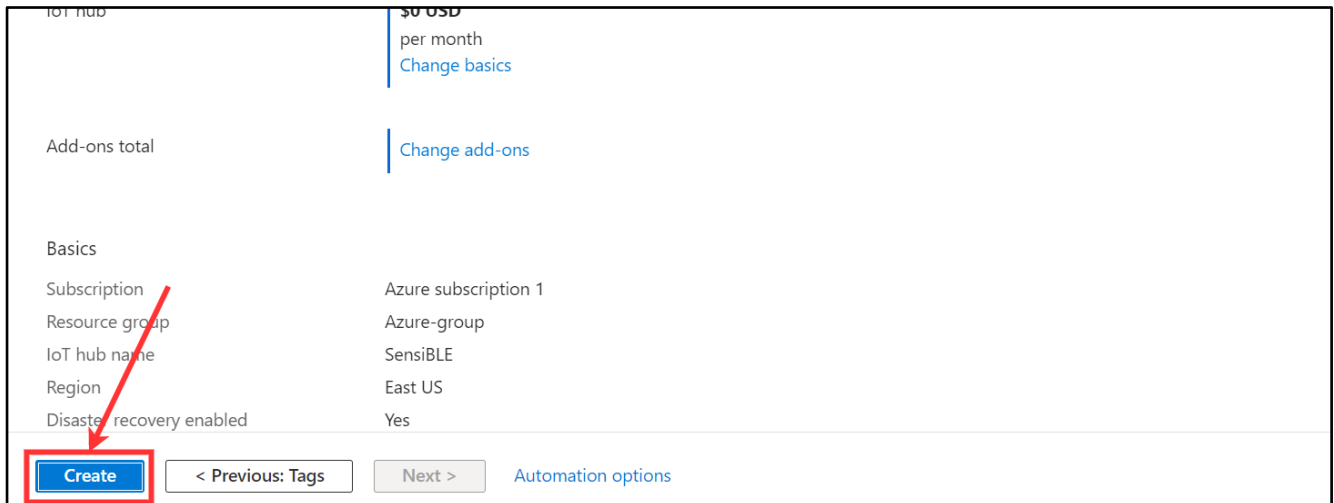 IoT hub $0 USD
per month
Change basics
Add-ons total Change add-ons
Basics
Subscription Azure subscription 1
Resource group Azure-group
IoT hub name SensiBLE
Region East US
Disaster recovery enabled Yes
Create < Previous: Tags Next > Automation options